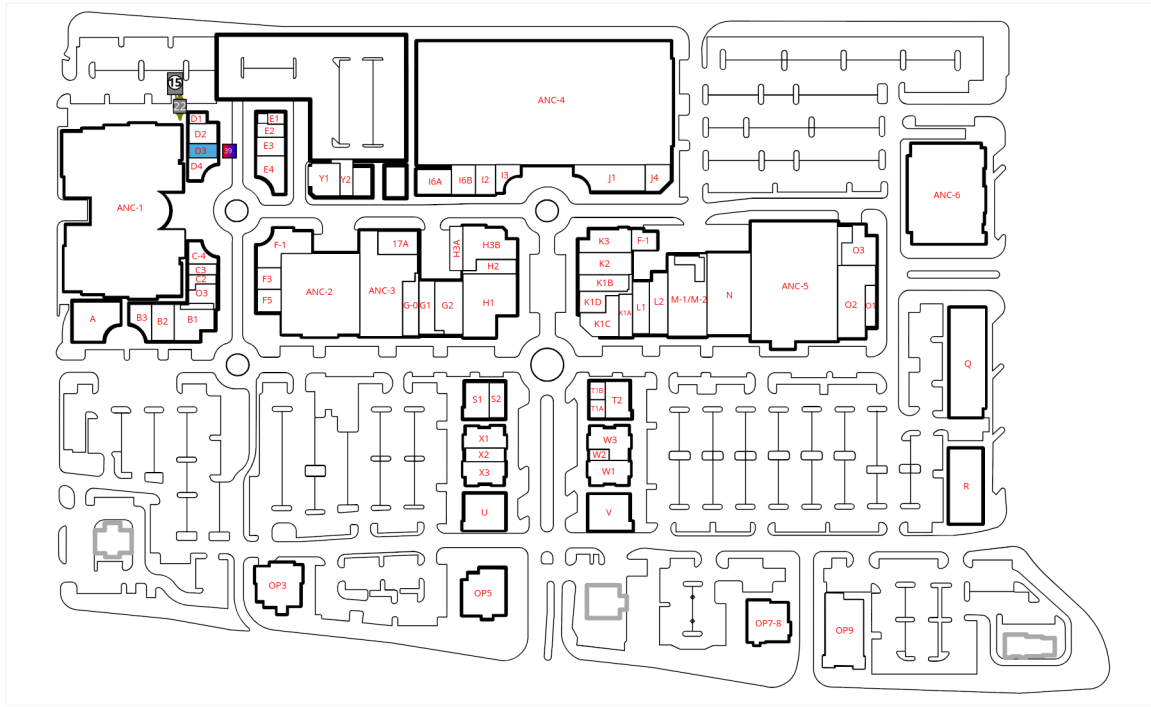 15
22
D1
D2
D3
39
D4
E1
E2
E3
E4
ANC-4
Y1
Y2
I6A
I6B
I2
I3
J1
J4
ANC-6
ANC-1
C-4
C3
C2
O3
A
B3
B2
B1
F-1
F3
F5
ANC-2
ANC-3
17A
G-0
G1
G2
H3A
H3B
H2
H1
K3
F-1
K2
K1B
K1D
K1C
K1A
L1
L2
M-1/M-2
N
ANC-5
O3
O2
O1
Q
S1
S2
T1B
T1A
T2
X1
X2
X3
W3
W2
W1
U
V
R
OP3
OP5
OP7-8
OP9